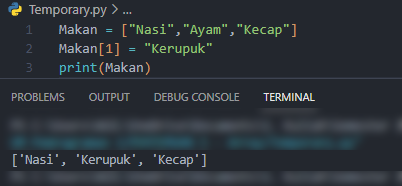 Temporary.py > ...
1 Makan = ["Nasi","Ayam","Kecap"]
2 Makan[1] = "Kerupuk"
3 print(Makan)
PROBLEMS OUTPUT DEBUG CONSOLE TERMINAL
['Nasi', 'Kerupuk', 'Kecap']